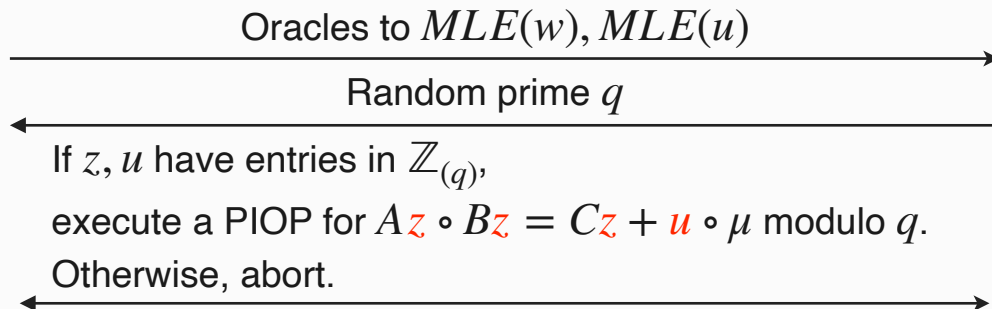 Oracles to MLE(w), MLE(u)
Random prime q
If z, u have entries in ℤ₍q₎,
execute a PIOP for Az ∘ Bz = Cz + u ∘ μ modulo q.
Otherwise, abort.